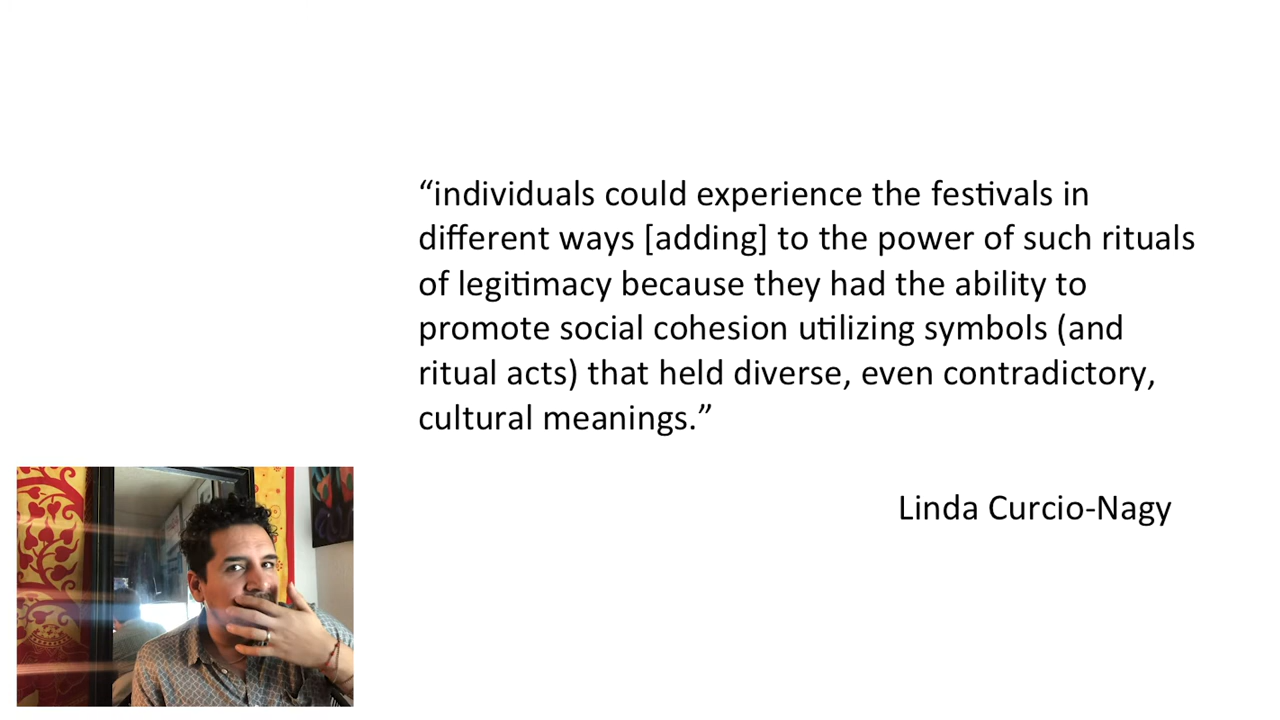 “individuals could experience the festivals in
different ways [adding] to the power of such rituals
of legitimacy because they had the ability to
promote social cohesion utilizing symbols (and
ritual acts) that held diverse, even contradictory,
cultural meanings.”
Linda Curcio-Nagy